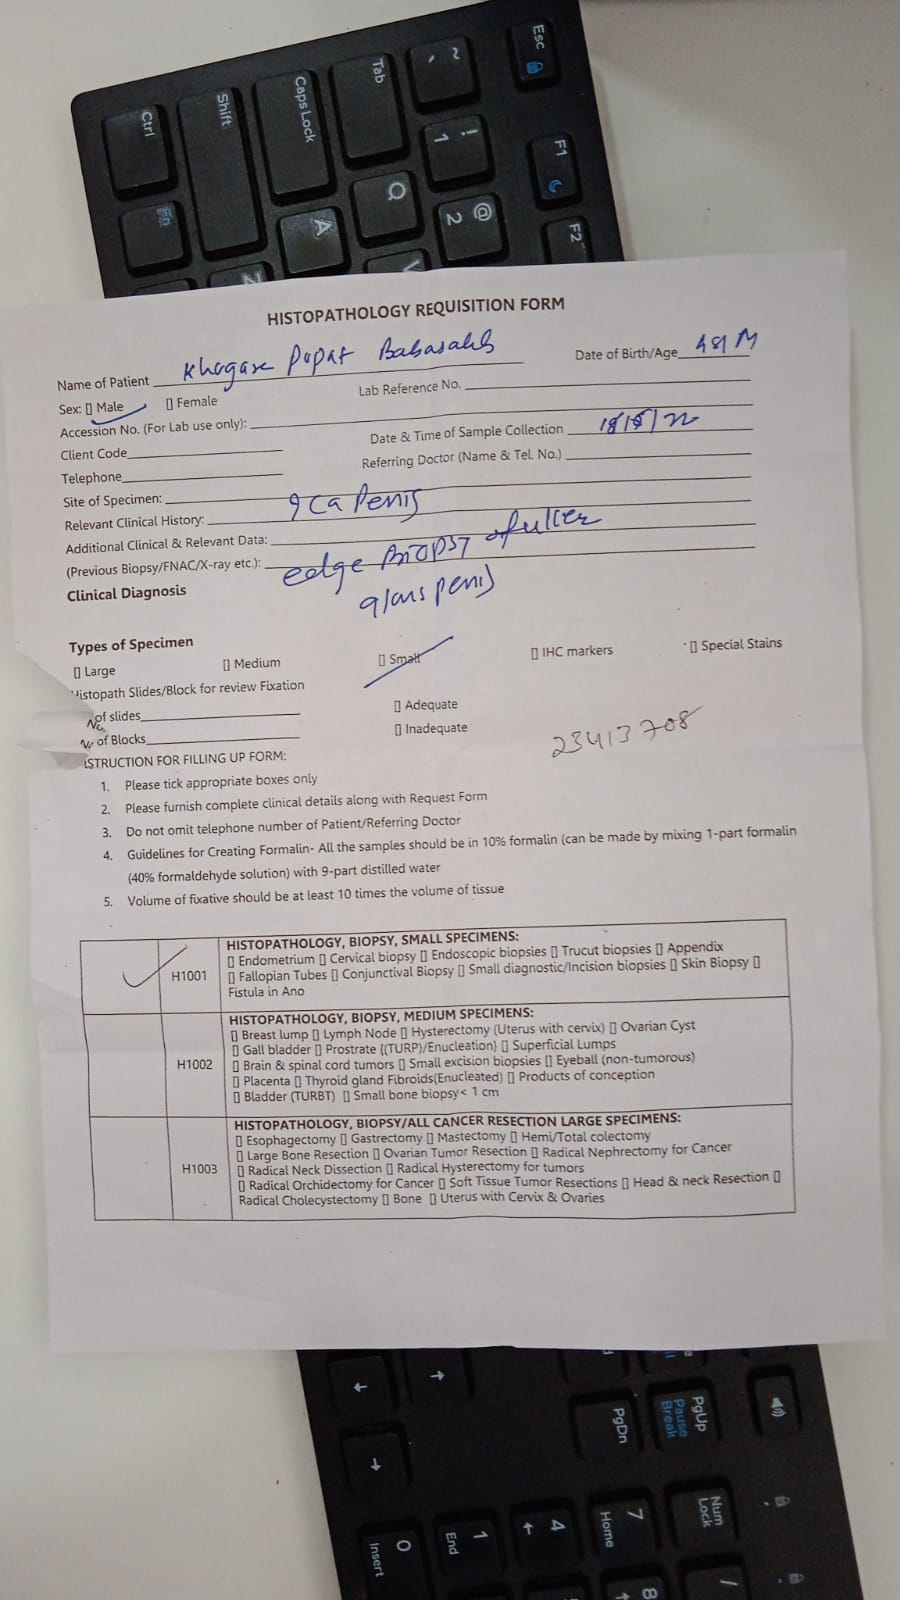 Esc
~
`
Tab
Caps Lock
Shift
Ctrl
Fn
F1
!
1
Q
A
Z
@
2
F2
HISTOPATHOLOGY REQUISITION FORM
Name of Patient Khagase Popat Babasaheb Date of Birth/Age M
Sex: [] Male [] Female Lab Reference No.
Accession No. (For Lab use only):
Client Code Date & Time of Sample Collection
Telephone Referring Doctor (Name & Tel. No.)
Site of Specimen:
Relevant Clinical History: ? Ca Penis
Additional Clinical & Relevant Data:
(Previous Biopsy/FNAC/X-ray etc.): edge Biopsy of ulcer
Clinical Diagnosis glans penis
Types of Specimen
[] Large [] Medium [] Small [] IHC markers [] Special Stains
Histopath Slides/Block for review Fixation
No. of slides [] Adequate
No. of Blocks [] Inadequate
23413708
STRUCTION FOR FILLING UP FORM:
1. Please tick appropriate boxes only
2. Please furnish complete clinical details along with Request Form
3. Do not omit telephone number of Patient/Referring Doctor
4. Guidelines for Creating Formalin- All the samples should be in 10% formalin (can be made by mixing 1-part formalin
(40% formaldehyde solution) with 9-part distilled water
5. Volume of fixative should be at least 10 times the volume of tissue
H1001
HISTOPATHOLOGY, BIOPSY, SMALL SPECIMENS:
[] Endometrium [] Cervical biopsy [] Endoscopic biopsies [] Trucut biopsies [] Appendix
[] Fallopian Tubes [] Conjunctival Biopsy [] Small diagnostic/Incision biopsies [] Skin Biopsy []
Fistula in Ano
H1002
HISTOPATHOLOGY, BIOPSY, MEDIUM SPECIMENS:
[] Breast lump [] Lymph Node [] Hysterectomy (Uterus with cervix) [] Ovarian Cyst
[] Gall bladder [] Prostrate {(TURP)/Enucleation} [] Superficial Lumps
[] Brain & spinal cord tumors [] Small excision biopsies [] Eyeball (non-tumorous)
[] Placenta [] Thyroid gland Fibroids(Enucleated) [] Products of conception
[] Bladder (TURBT) [] Small bone biopsy< 1 cm
H1003
HISTOPATHOLOGY, BIOPSY/ALL CANCER RESECTION LARGE SPECIMENS:
[] Esophagectomy [] Gastrectomy [] Mastectomy [] Hemi/Total colectomy
[] Large Bone Resection [] Ovarian Tumor Resection [] Radical Nephrectomy for Cancer
[] Radical Neck Dissection [] Radical Hysterectomy for tumors
[] Radical Orchidectomy for Cancer [] Soft Tissue Tumor Resections [] Head & neck Resection []
Radical Cholecystectomy [] Bone [] Uterus with Cervix & Ovaries
PgUp
Pause
Break
PgDn
Num
Lock
7
Home
4
1
End
0
Insert
/
8